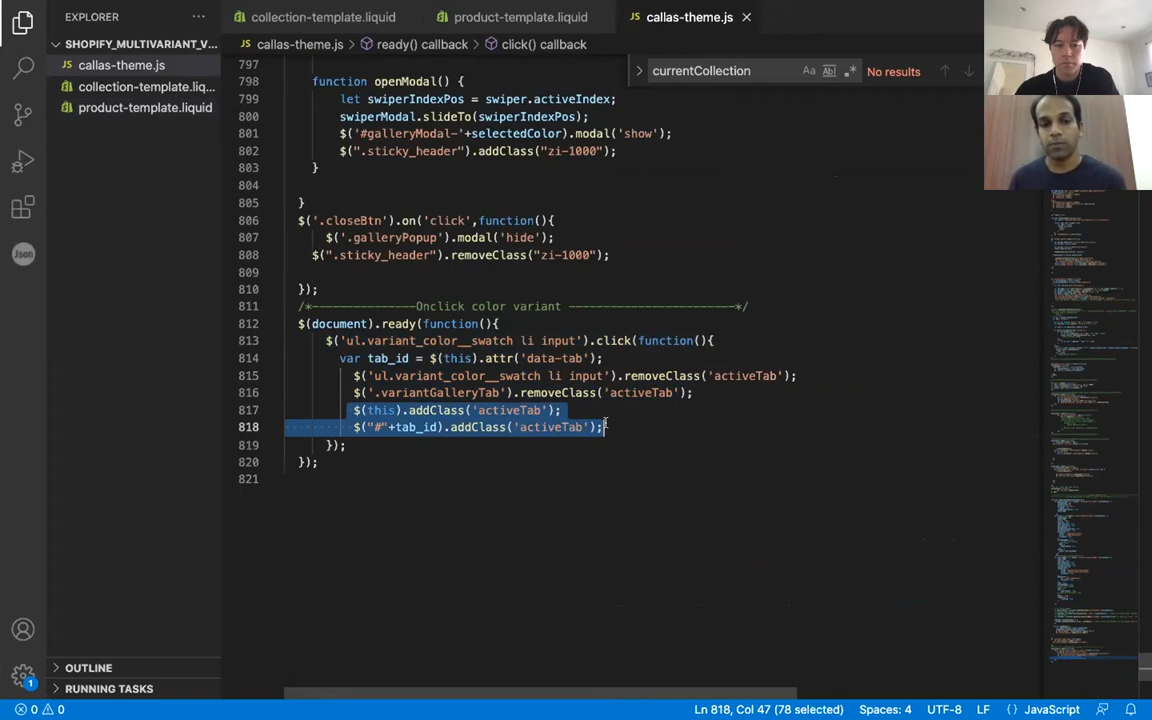 EXPLORER
SHOPIFY_MULTIVARIANT_V...
callas-theme.js
collection-template.liq...
product-template.liquid
OUTLINE
RUNNING TASKS
collection-template.liquid
product-template.liquid
callas-theme.js
callas-theme.js > ready() callback > click() callback
currentCollection
Aa
Abl
No results
797
798 function openModal() {
799 let swiperIndexPos = swiper.activeIndex;
800 swiperModal.slideTo(swiperIndexPos);
801 $('#galleryModal-'+selectedColor).modal('show');
802 $(".sticky_header").addClass("zi-1000");
803 }
804
805 }
806 $('.closeBtn').on('click',function(){
807 $('.galleryPopup').modal('hide');
808 $(".sticky_header").removeClass("zi-1000");
809
810 });
811 /*---------------Onclick color variant ------------------------*/
812 $(document).ready(function(){
813 $('ul.variant_color__swatch li input').click(function(){
814 var tab_id = $(this).attr('data-tab');
815 $('ul.variant_color__swatch li input').removeClass('activeTab');
816 $('.variantGalleryTab').removeClass('activeTab');
817 $(this).addClass('activeTab');
818 $("#"+tab_id).addClass('activeTab');
819 });
820 });
821
Json
1
0 0
Ln 818, Col 47 (78 selected)
Spaces: 4
UTF-8
LF
{} JavaScript